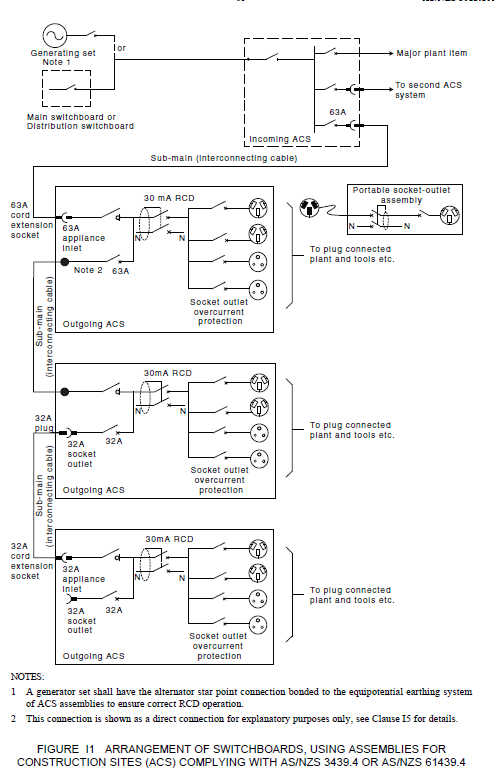 Generating set
Note 1
or
Main switchboard or
Distribution switchboard
Major plant item
To second ACS
system
63A
Incoming ACS
Sub-main (Interconnecting cable)
63A
cord
extension
socket
63A
appliance
Inlet
30 mA RCD
N
N
Note 2
63A
Socket outlet
overcurrent
protection
Outgoing ACS
Portable socket-outlet
assembly
N
N
To plug connected
plant and tools etc.
Sub-main
(interconnecting cable)
30mA RCD
N
N
32A
plug
32A
socket
outlet
32A
Socket outlet
overcurrent
protection
Outgoing ACS
To plug connected
plant and tools etc.
Sub-main
(interconnecting cable)
32A
cord
extension
socket
32A
appliance
Inlet
30mA RCD
N
N
32A
socket
outlet
32A
Socket outlet
overcurrent
protection
Outgoing ACS
To plug connected
plant and tools etc.
NOTES:
1 A generator set shall have the alternator star point connection bonded to the equipotential earthing system
of ACS assemblies to ensure correct RCD operation.
2 This connection is shown as a direct connection for explanatory purposes only, see Clause I5 for details.
FIGURE I1 ARRANGEMENT OF SWITCHBOARDS, USING ASSEMBLIES FOR
CONSTRUCTION SITES (ACS) COMPLYING WITH AS/NZS 3439.4 OR AS/NZS 61439.4